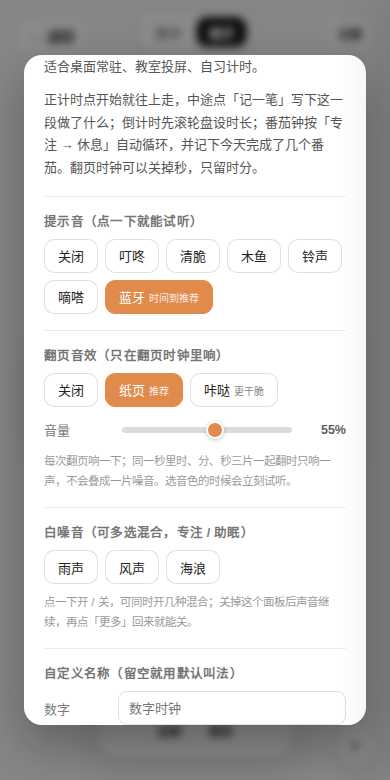 适合桌面常驻、教室投屏、自习计时。
正计时点开始就往上走，中途点「记一笔」写下这一
段做了什么；倒计时先滚轮盘设时长；番茄钟按「专
注 → 休息」自动循环，并记下今天完成了几个番
茄。翻页时钟可以关掉秒，只留时分。
提示音（点一下就能试听）
关闭 叮咚 清脆 木鱼 铃声
嘀嗒 蓝牙 时间到推荐
翻页音效（只在翻页时钟里响）
关闭 纸页 推荐 咔哒 更干脆
音量 55%
每次翻页响一下；同一秒里时、分、秒三片一起翻时只响一
声，不会叠成一片噪音。选音色的时候会立刻试听。
白噪音（可多选混合，专注 / 助眠）
雨声 风声 海浪
点一下开 / 关，可同时开几种混合；关掉这个面板后声音继
续，再点「更多」回来就能关。
自定义名称（留空就用默认叫法）
数字 数字时钟